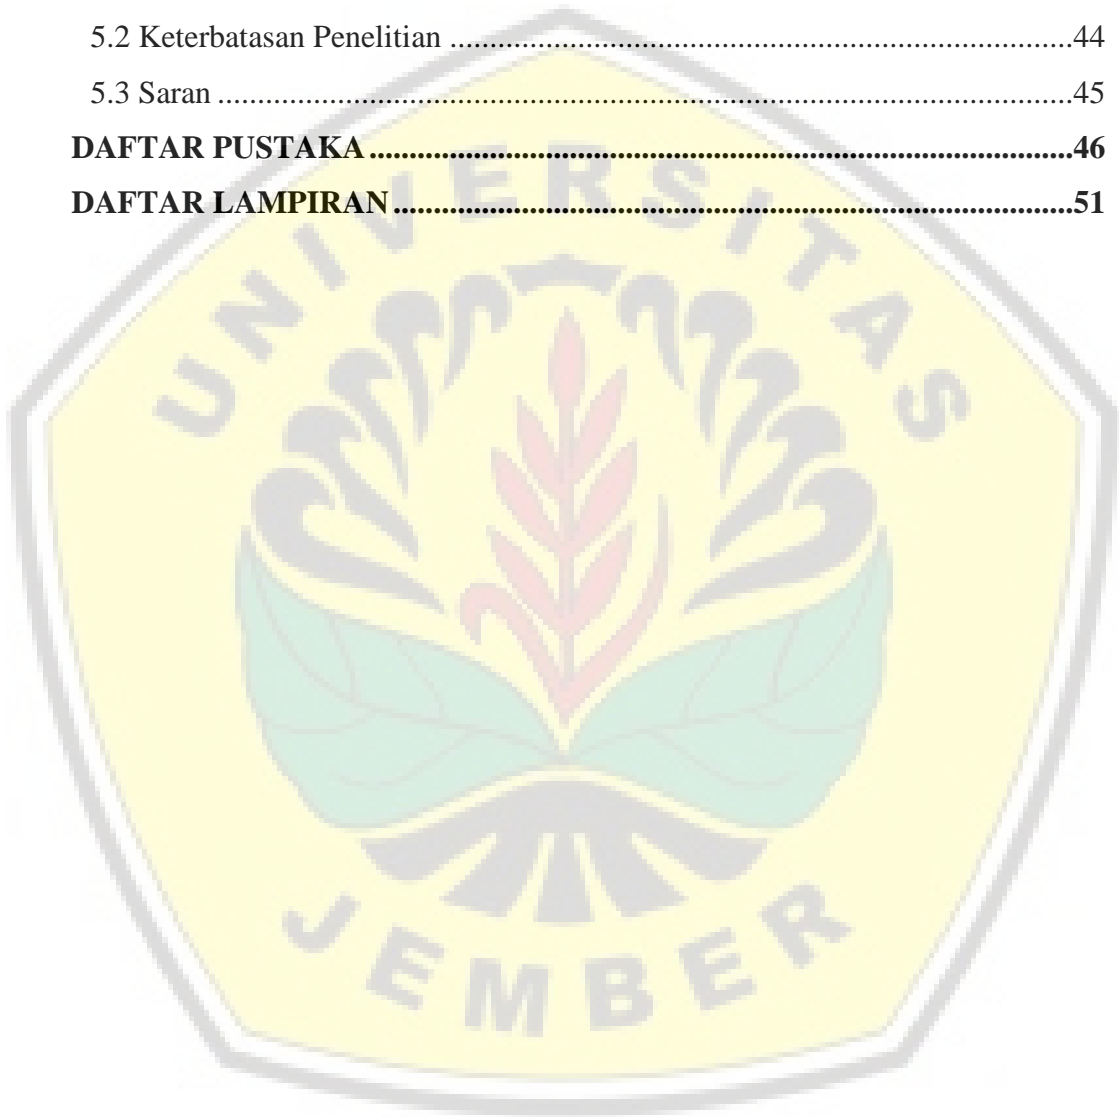 5.2 Keterbatasan Penelitian ..............................................................................44
5.3 Saran ...........................................................................................................45
DAFTAR PUSTAKA.........................................................................................46
DAFTAR LAMPIRAN......................................................................................51
UNIVERSITAS
JEMBER